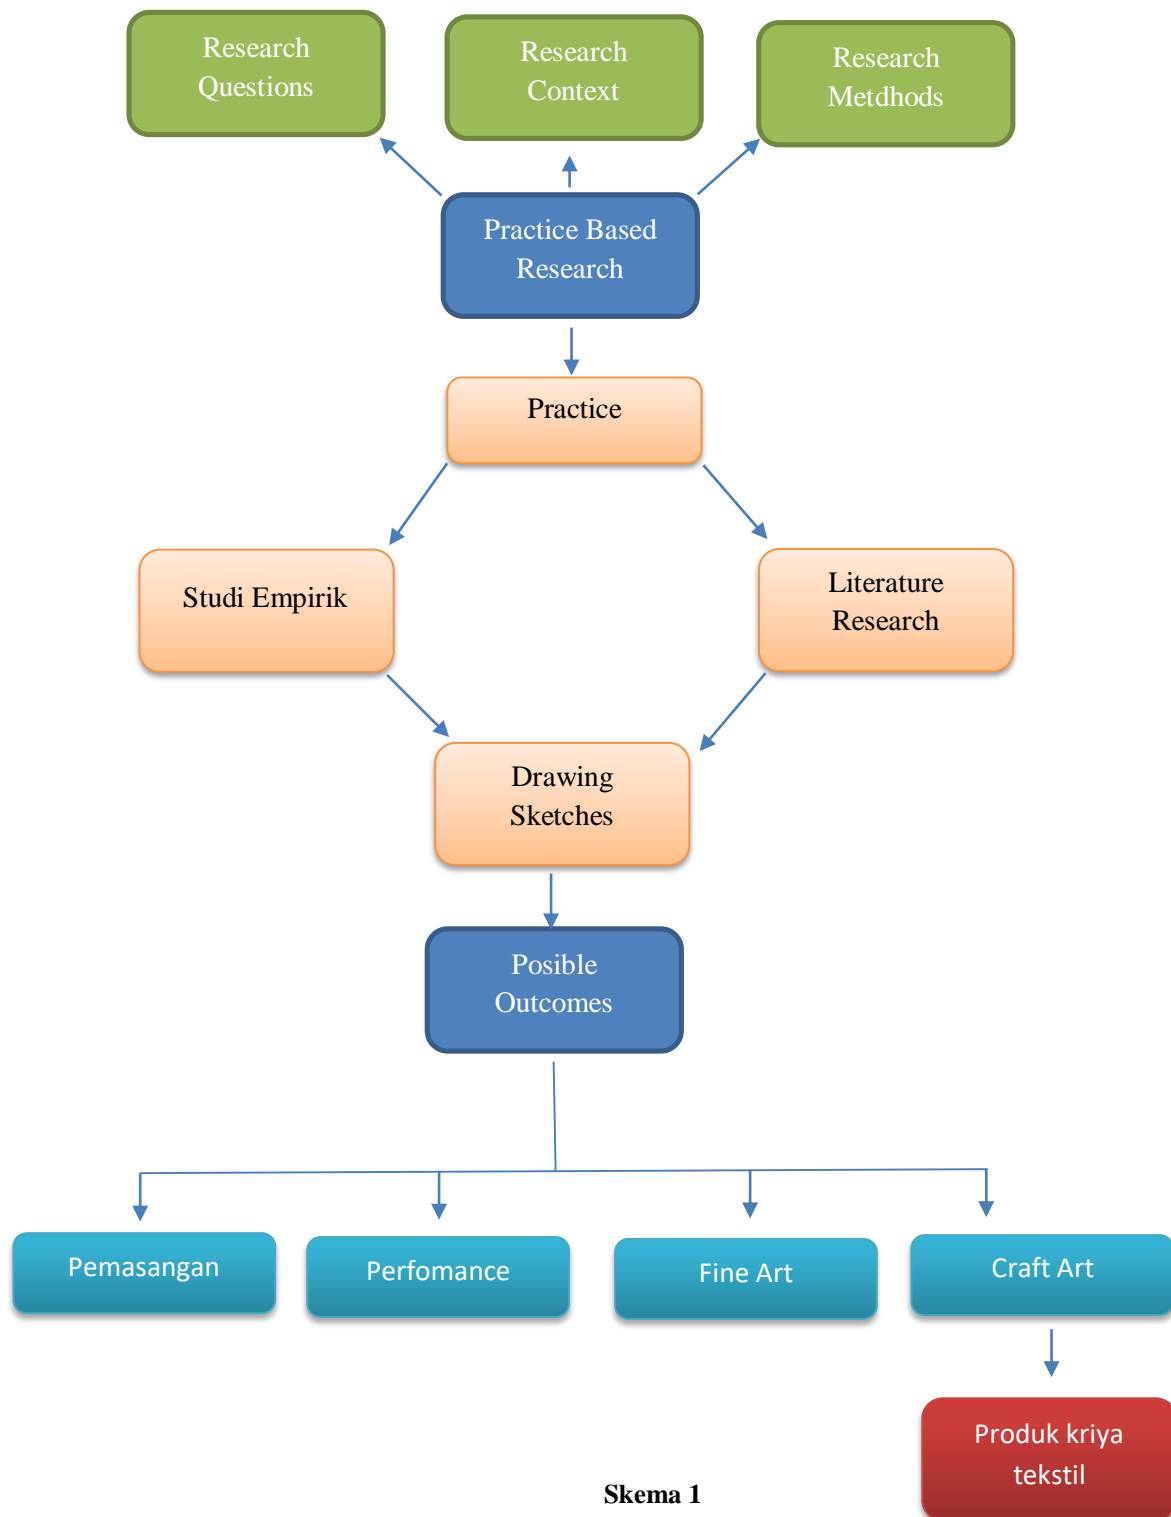 Research
Questions
Research
Context
Research
Metdhods
Practice Based
Research
Practice
Studi Empirik
Literature
Research
Drawing
Sketches
Posible
Outcomes
Pemasangan
Perfomance
Fine Art
Craft Art
Produk kriya
tekstil
Skema 1